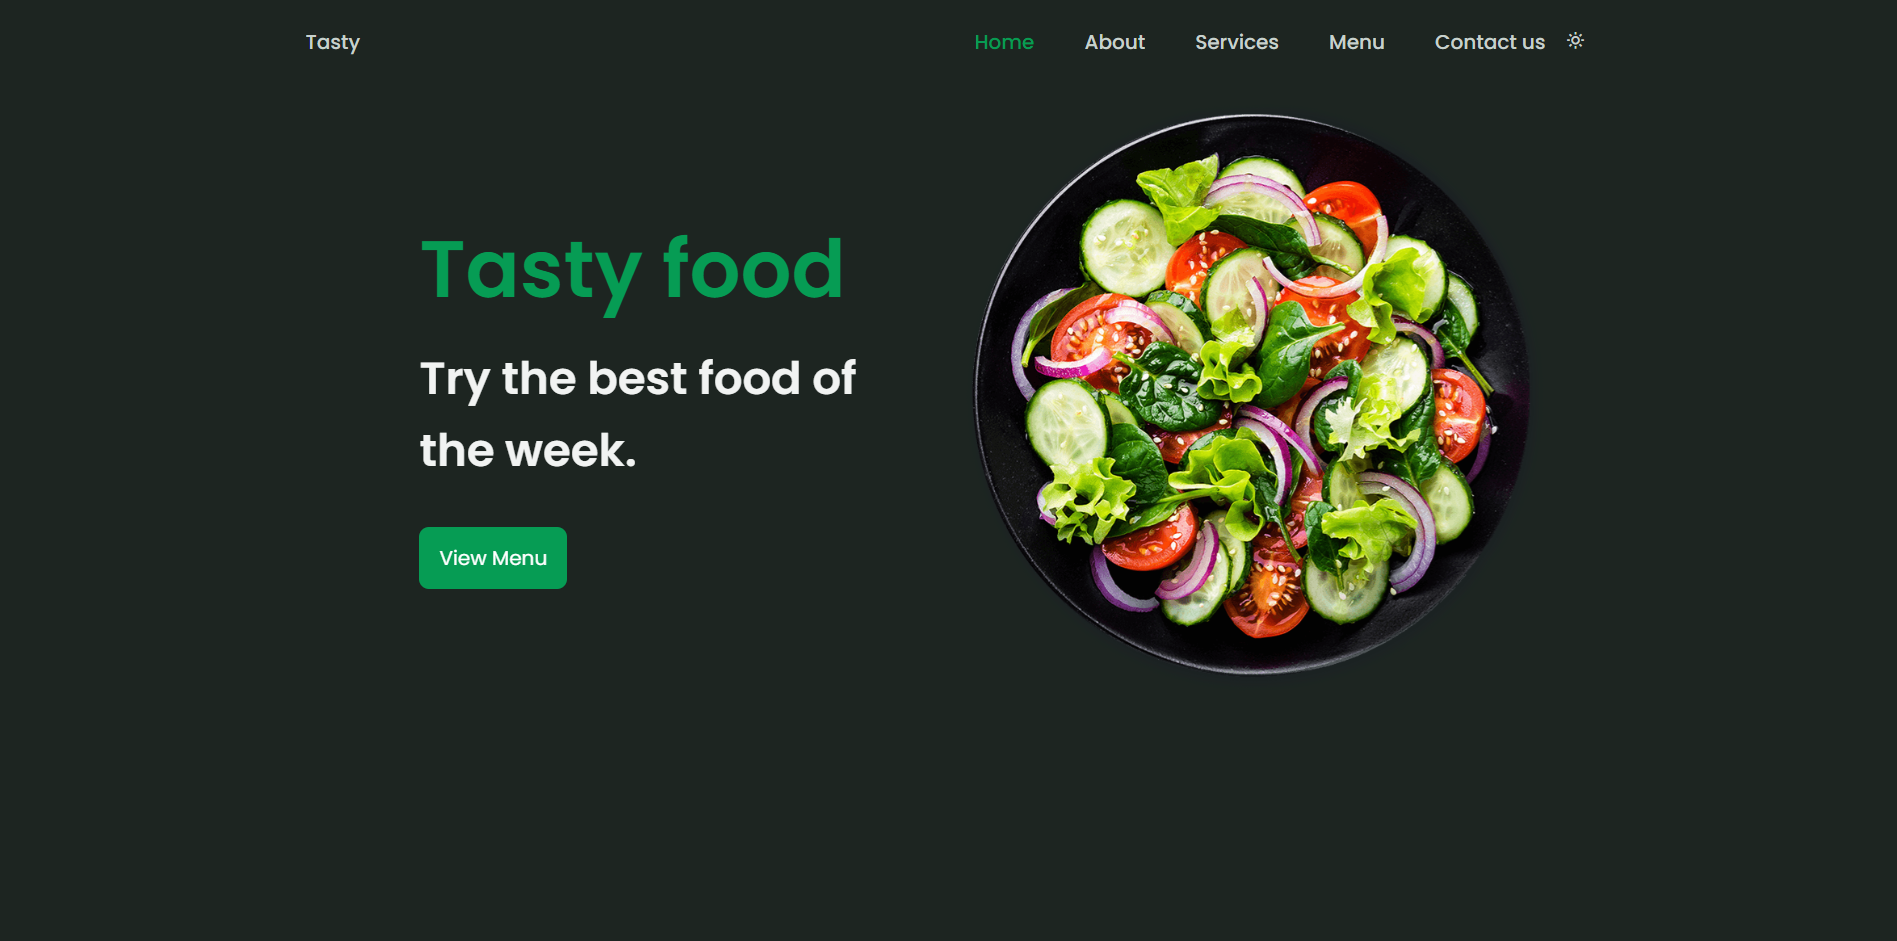 Tasty
Home About Services Menu Contact us
Tasty food
Try the best food of
the week.
View Menu